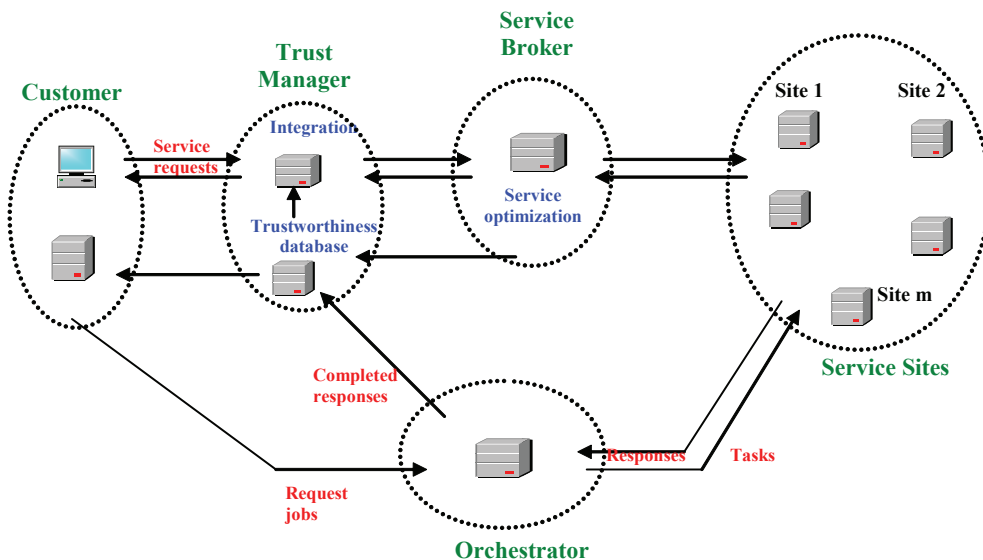 Service
Broker
Trust
Manager
Customer
Site 1
Site 2
Integration
Service
requests
Service
optimization
Trustworthiness
database
Site m
Service Sites
Completed
responses
Responses
Tasks
Request
jobs
Orchestrator